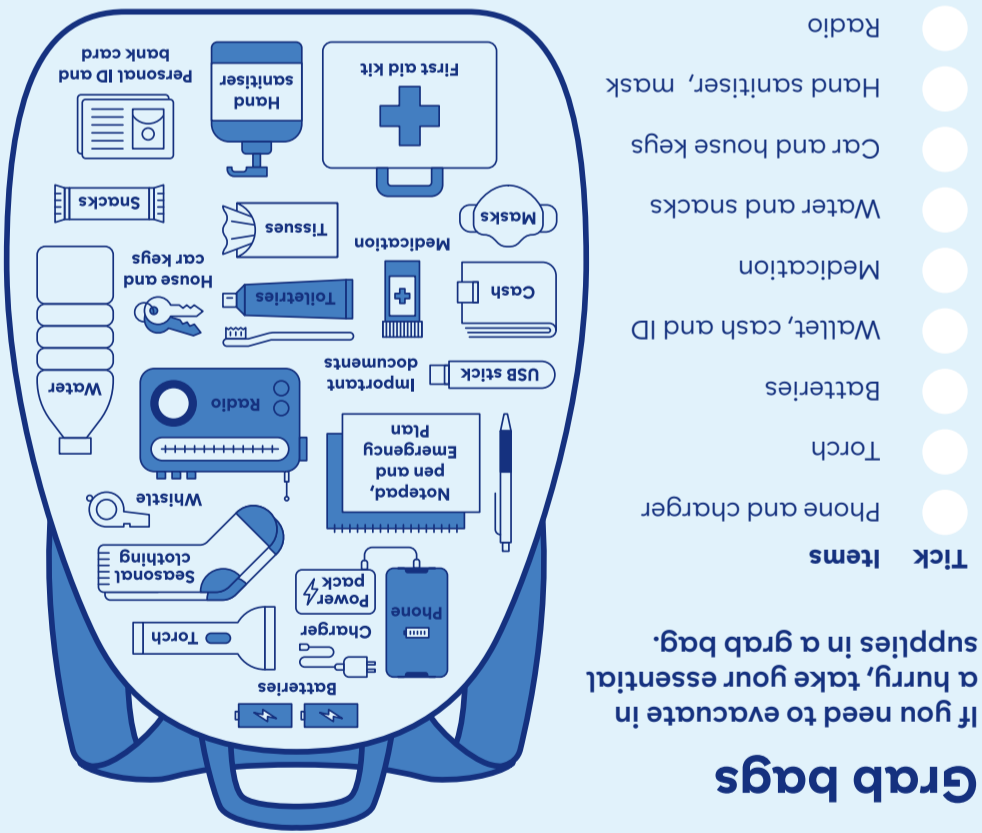 Grab bags
If you need to evacuate in
a hurry, take your essential
supplies in a grab bag.
Tick Items
Phone and charger
Torch
Batteries
Wallet, cash and ID
Medication
Water and snacks
Car and house keys
Hand sanitiser, mask
Radio
Batteries
Torch
Charger
Power
pack
Phone
Seasonal
clothing
Whistle
Notepad,
pen and
Emergency
Plan
Water
Radio
Important
documents
USB stick
House and
car keys
Toiletries
Medication
Cash
Snacks
Tissues
Masks
Personal ID and
bank card
Hand
sanitiser
First aid kit